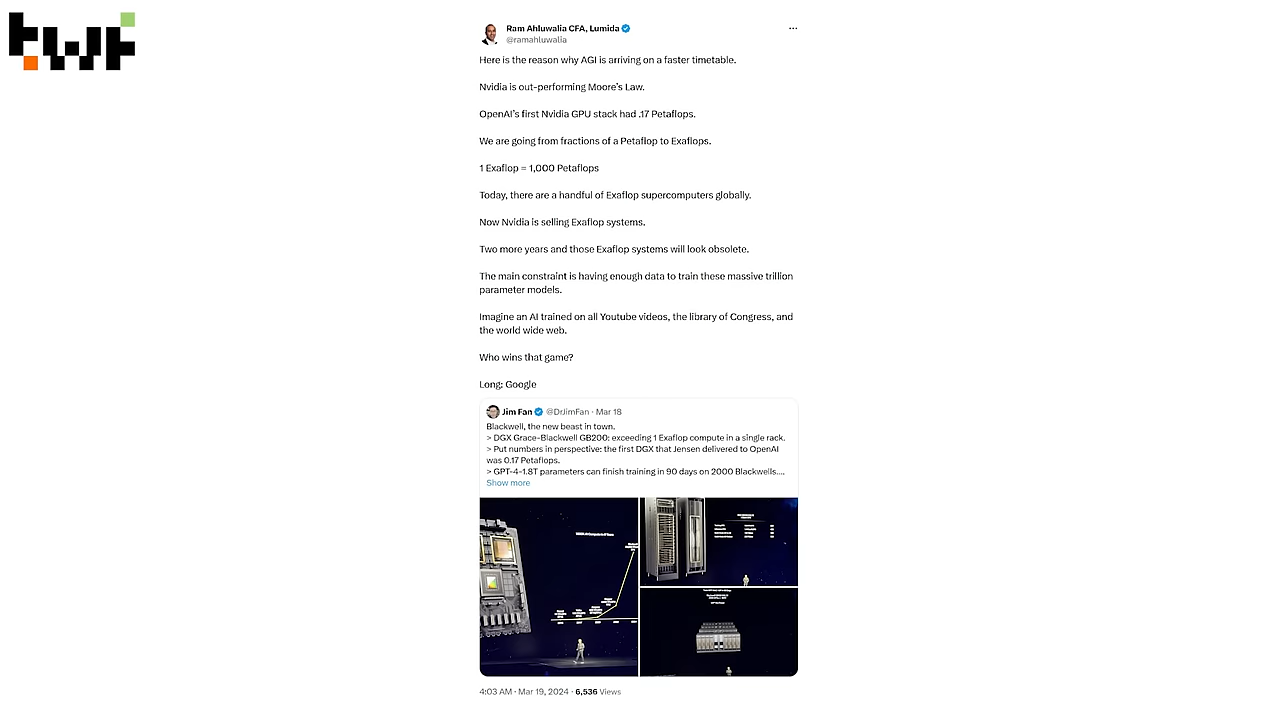 twif
Ram Ahluwalia CFA, Lumida
@ramahluwalia
Here is the reason why AGI is arriving on a faster timetable.
Nvidia is out-performing Moore's Law.
OpenAI's first Nvidia GPU stack had .17 Petaflops.
We are going from fractions of a Petaflop to Exaflops.
1 Exaflop = 1,000 Petaflops
Today, there are a handful of Exaflop supercomputers globally.
Now Nvidia is selling Exaflop systems.
Two more years and those Exaflop systems will look obsolete.
The main constraint is having enough data to train these massive trillion
parameter models.
Imagine an AI trained on all Youtube videos, the library of Congress, and
the world wide web.
Who wins that game?
Long: Google
Jim Fan @DrJimFan · Mar 18
Blackwell, the new beast in town.
> DGX Grace-Blackwell GB200: exceeding 1 Exaflop compute in a single rack.
> Put numbers in perspective: the first DGX that Jensen delivered to OpenAI
was 0.17 Petaflops.
> GPT-4-1.8T parameters can finish training in 90 days on 2000 Blackwells....
Show more
4:03 AM · Mar 19, 2024 · 6,536 Views